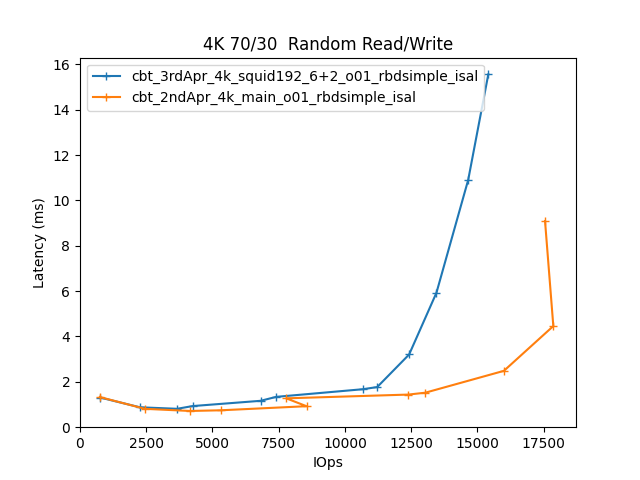 4K 70/30  Random Read/Write
cbt_3rdApr_4k_squid192_6+2_o01_rbdsimple_isal
cbt_2ndApr_4k_main_o01_rbdsimple_isal
Latency (ms)
16
14
12
10
8
6
4
2
0
0 2500 5000 7500 10000 12500 15000 17500
IOps